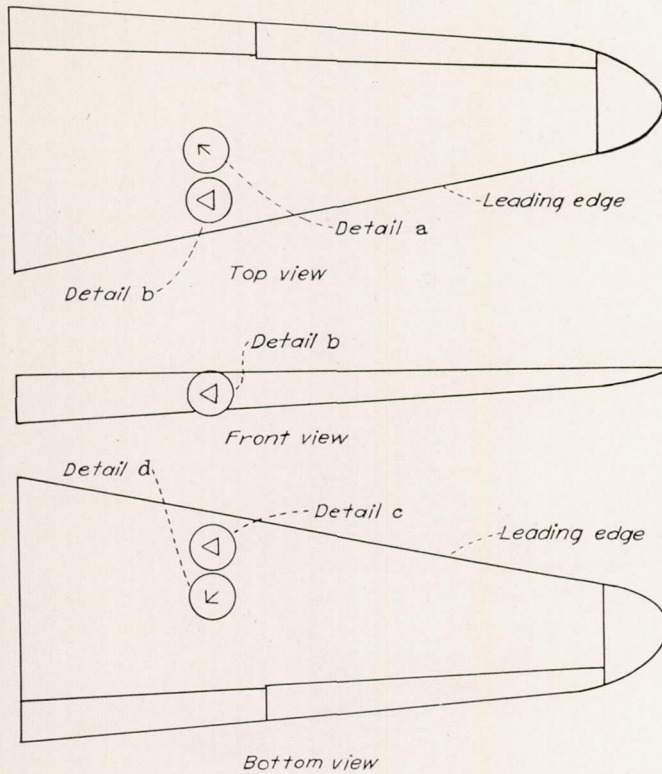 Leading edge
Detail a
Top view
Detail b
Detail b
Front view
Detail d
Detail c
Leading edge
Bottom view